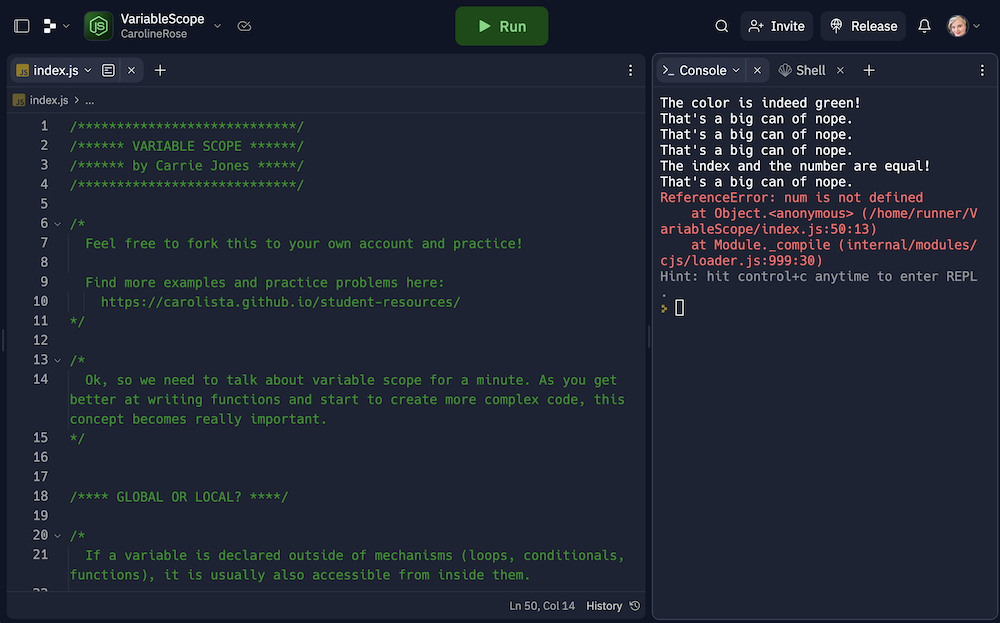 VariableScope
CarolineRose
Run
Invite
Release
JS index.js
JS index.js > ...
1 /****************************/
2 /****** VARIABLE SCOPE ******/
3 /****** by Carrie Jones *****/
4 /****************************/
5
6 /*
7 Feel free to fork this to your own account and practice!
8
9 Find more examples and practice problems here:
10 https://carolista.github.io/student-resources/
11 */
12
13 /*
14 Ok, so we need to talk about variable scope for a minute. As you get
better at writing functions and start to create more complex code, this
concept becomes really important.
15 */
16
17
18 /**** GLOBAL OR LOCAL? ****/
19
20 /*
21 If a variable is declared outside of mechanisms (loops, conditionals,
functions), it is usually also accessible from inside them.
Ln 50, Col 14 History
Console
Shell
The color is indeed green!
That's a big can of nope.
That's a big can of nope.
That's a big can of nope.
The index and the number are equal!
That's a big can of nope.
ReferenceError: num is not defined
at Object.<anonymous> (/home/runner/V
ariableScope/index.js:50:13)
at Module._compile (internal/modules/
cjs/loader.js:999:30)
Hint: hit control+c anytime to enter REPL
.